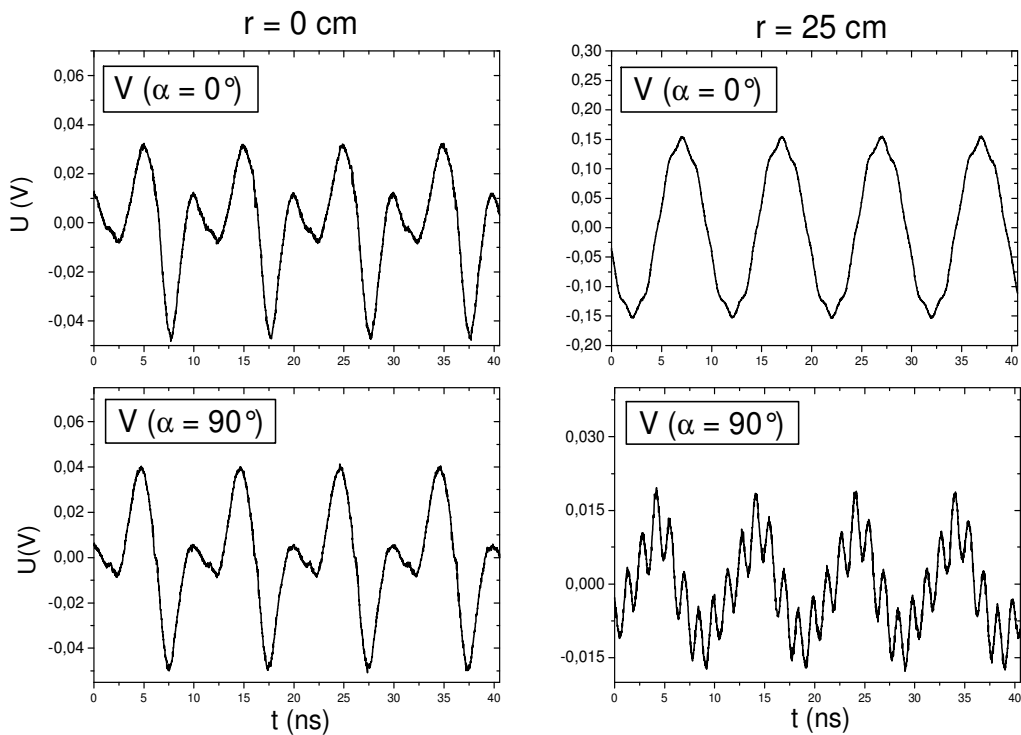 r = 0 cm
r = 25 cm
V (α = 0°)
0,06
0,04
0,02
0,00
-0,02
-0,04
U (V)
0 5 10 15 20 25 30 35 40
V (α = 0°)
0,30
0,25
0,20
0,15
0,10
0,05
0,00
-0,05
-0,10
-0,15
-0,20
0 5 10 15 20 25 30 35 40
V (α = 90°)
0,06
0,04
0,02
0,00
-0,02
-0,04
U(V)
0 5 10 15 20 25 30 35 40
t (ns)
V (α = 90°)
0,030
0,015
0,000
-0,015
0 5 10 15 20 25 30 35 40
t (ns)